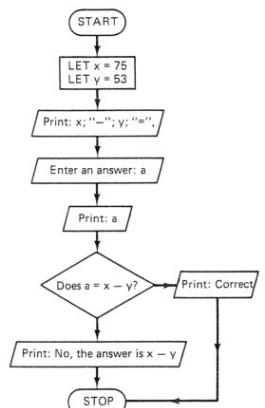 START
LET x = 75
LET y = 53
Print: x; “—”; y; “=”,
Enter an answer: a
Print: a
Does a = x — y?
Print: Correct
Print: No, the answer is x — y
STOP